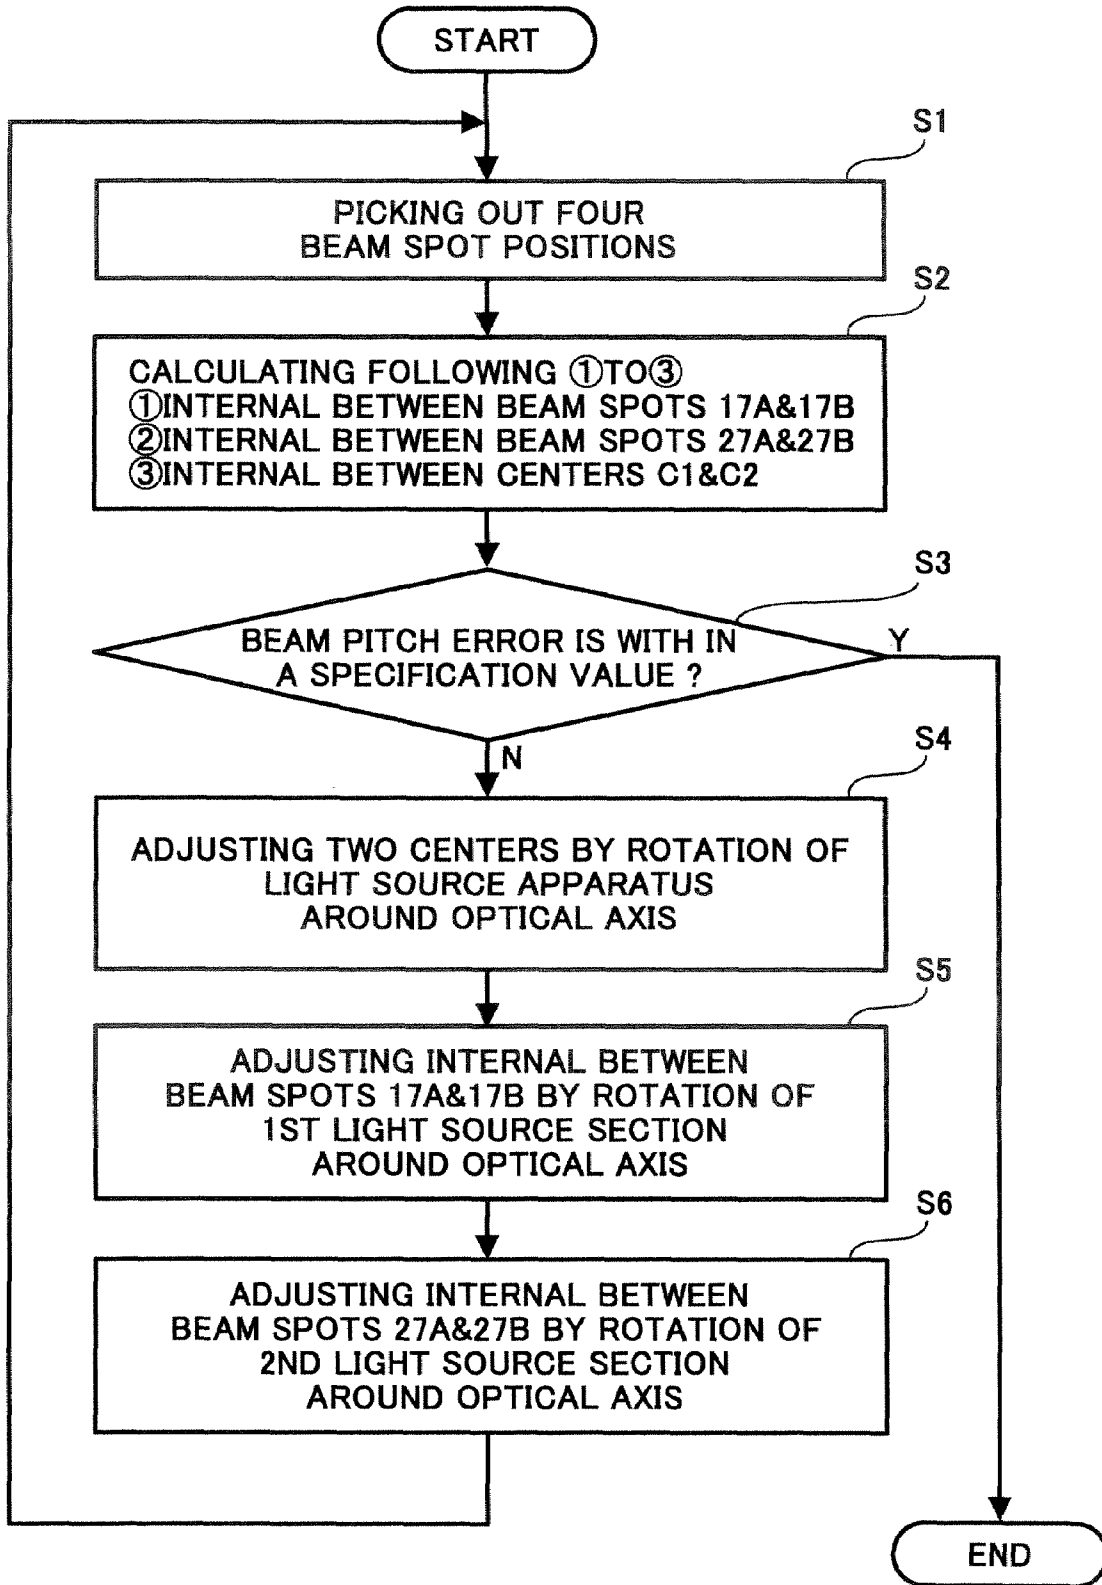 START
S1
PICKING OUT FOUR
BEAM SPOT POSITIONS
S2
CALCULATING FOLLOWING ①TO③
①INTERNAL BETWEEN BEAM SPOTS 17A&17B
②INTERNAL BETWEEN BEAM SPOTS 27A&27B
③INTERNAL BETWEEN CENTERS C1&C2
S3
BEAM PITCH ERROR IS WITH IN
A SPECIFICATION VALUE ?
Y
N
S4
ADJUSTING TWO CENTERS BY ROTATION OF
LIGHT SOURCE APPARATUS
AROUND OPTICAL AXIS
S5
ADJUSTING INTERNAL BETWEEN
BEAM SPOTS 17A&17B BY ROTATION OF
1ST LIGHT SOURCE SECTION
AROUND OPTICAL AXIS
S6
ADJUSTING INTERNAL BETWEEN
BEAM SPOTS 27A&27B BY ROTATION OF
2ND LIGHT SOURCE SECTION
AROUND OPTICAL AXIS
END